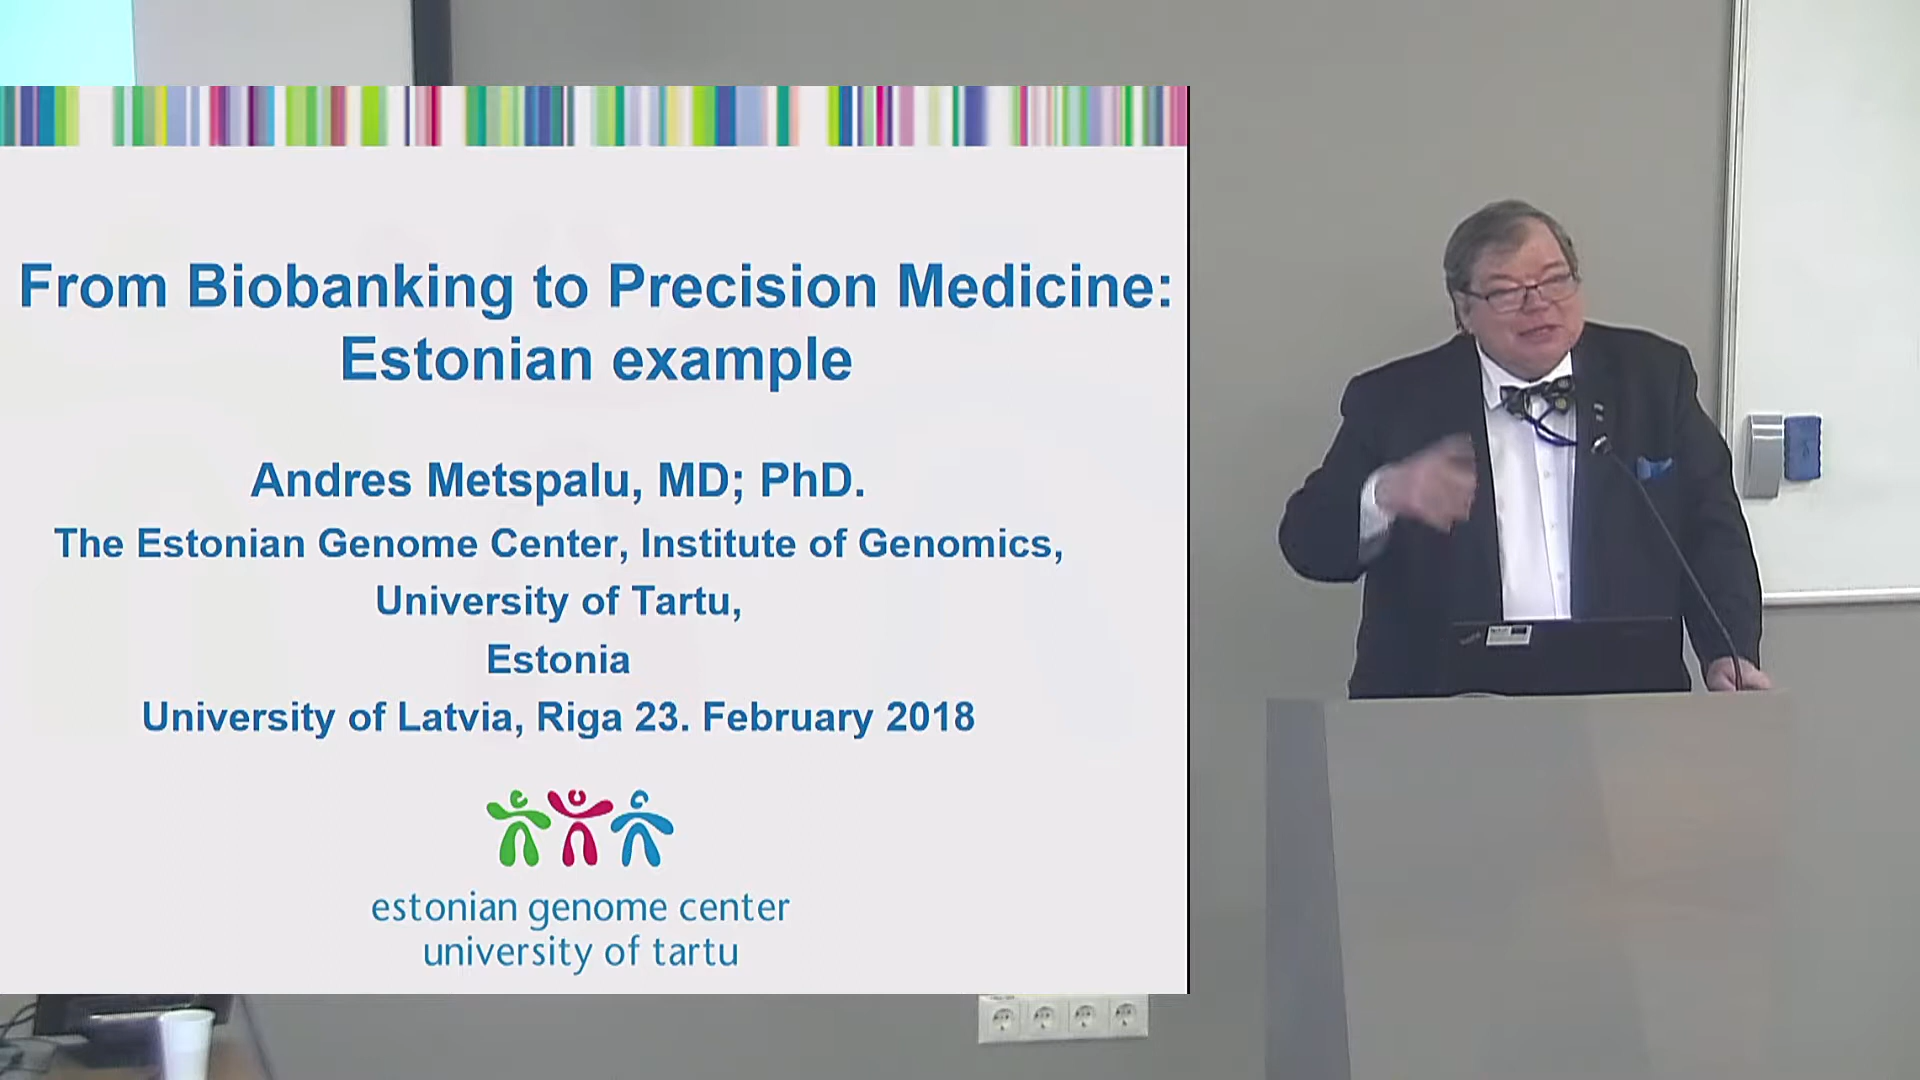 From Biobanking to Precision Medicine:
Estonian example
Andres Metspalu, MD; PhD.
The Estonian Genome Center, Institute of Genomics,
University of Tartu,
Estonia
University of Latvia, Riga 23. February 2018
estonian genome center
university of tartu